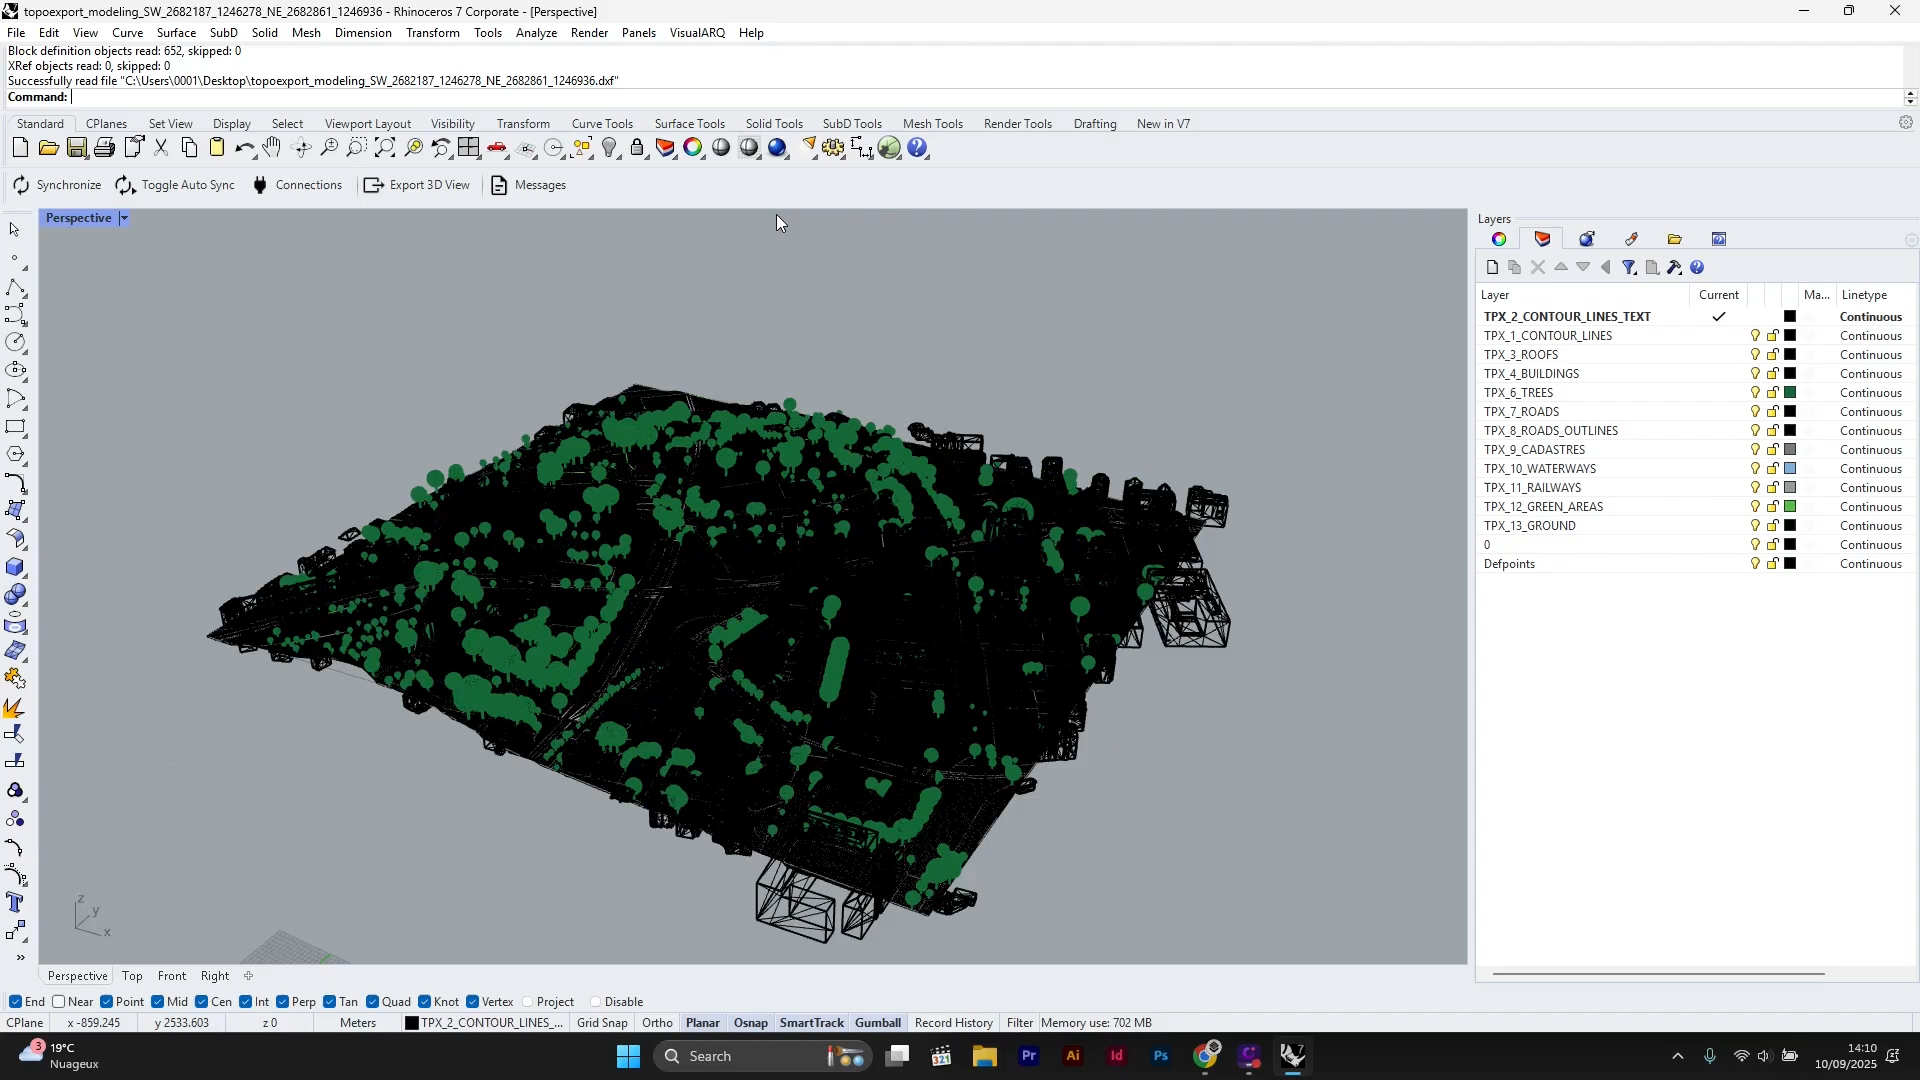 topoexport_modeling_SW_2682187_1246278_NE_2682861_1246936 - Rhinoceros 7 Corporate - [Perspective]
File Edit View Curve Surface SubD Solid Mesh Dimension Transform Tools Analyze Render Panels VisualARQ Help
Block definition objects read: 652, skipped: 0
XRef objects read: 0, skipped: 0
Successfully read file "C:\Users\0001\Desktop\topoexport_modeling_SW_2682187_1246278_NE_2682861_1246936.dxf"
Command:
Standard CPlanes Set View Display Select Viewport Layout Visibility Transform Curve Tools Surface Tools Solid Tools SubD Tools Mesh Tools Render Tools Drafting New in V7
Synchronize Toggle Auto Sync Connections Export 3D View Messages
Perspective
Layers
Layer Current Ma... Linetype
TPX_2_CONTOUR_LINES_TEXT Continuous
TPX_1_CONTOUR_LINES Continuous
TPX_3_ROOFS Continuous
TPX_4_BUILDINGS Continuous
TPX_6_TREES Continuous
TPX_7_ROADS Continuous
TPX_8_ROADS_OUTLINES Continuous
TPX_9_CADASTRES Continuous
TPX_10_WATERWAYS Continuous
TPX_11_RAILWAYS Continuous
TPX_12_GREEN_AREAS Continuous
TPX_13_GROUND Continuous
0 Continuous
Defpoints Continuous
z
y
x
Perspective Top Front Right
End Near Point Mid Cen Int Perp Tan Quad Knot Vertex Project Disable
CPlane x -859.245 y 2533.603 z 0 Meters TPX_2_CONTOUR_LINES_... Grid Snap Ortho Planar Osnap SmartTrack Gumball Record History Filter Memory use: 702 MB
3
19°C
Nuageux
Search
321
Pr
Ai
Id
Ps
14:10
10/09/2025